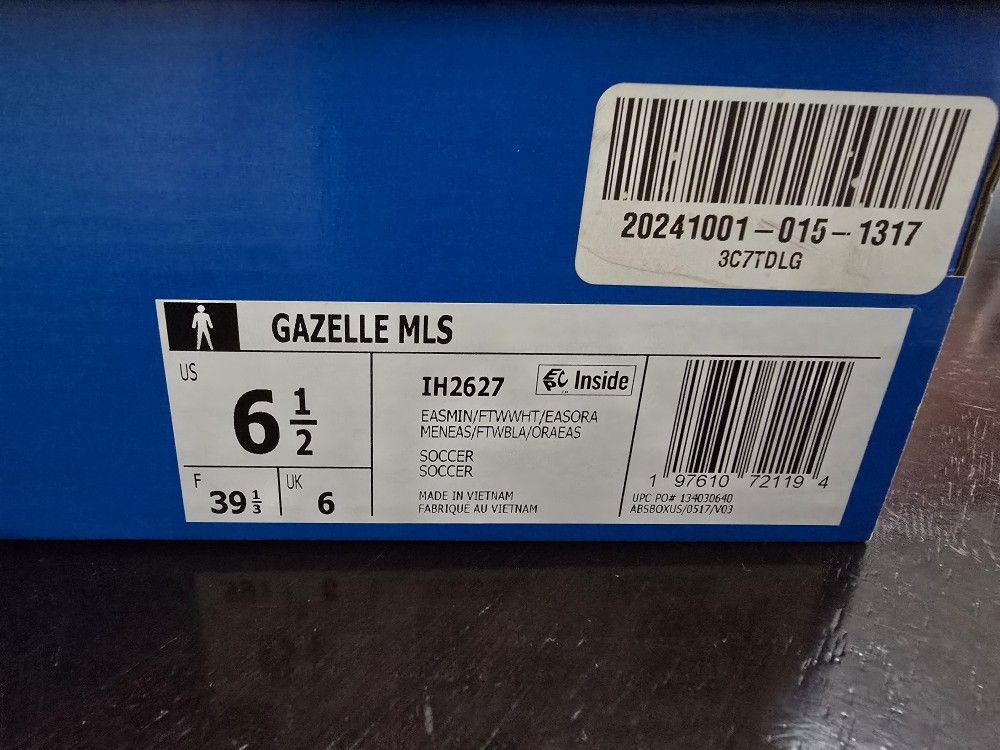 20241001-015-1317
3C7TDLG
GAZELLE MLS
US
6 1/2
F 39 1/3
UK 6
IH2627
Inside
EASMIN/FTWWHT/EASORA
MENEAS/FTWBLA/ORAEAS
SOCCER
SOCCER
MADE IN VIETNAM
FABRIQUE AU VIETNAM
1 97610 72119 4
UPC PO# 134030640
ABSBOXUS/0517/V03